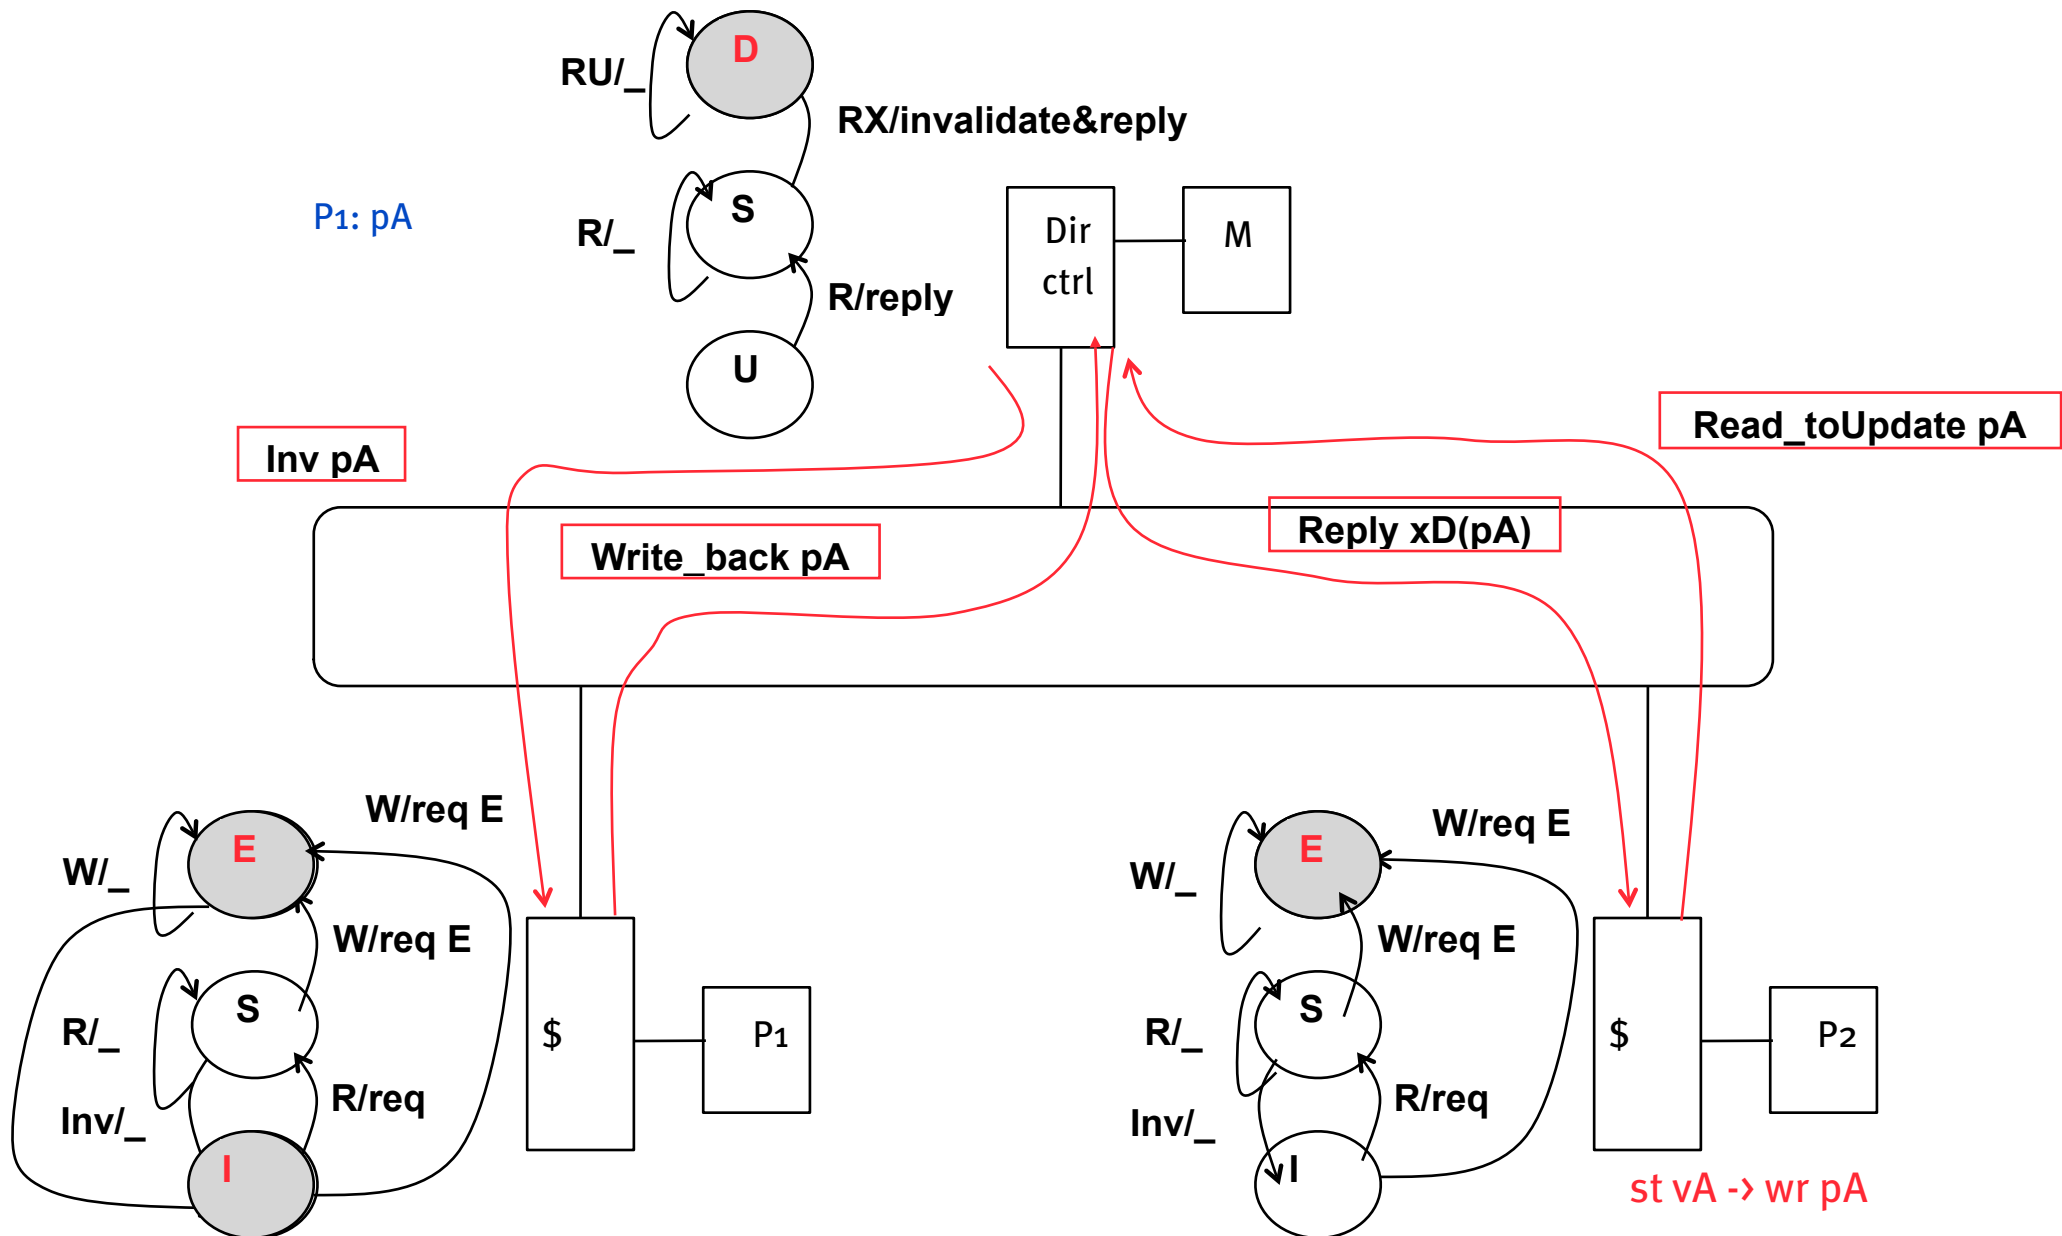 D
RU/_
RX/invalidate&reply
P1: pA
S
R/_
Dir
ctrl
M
R/reply
U
Read_toUpdate pA
Inv pA
Reply xD(pA)
Write_back pA
W/req E
E
W/_
W/req E
S
R/_
R/req
Inv/_
I
$
P1
W/req E
E
W/_
W/req E
S
R/_
R/req
Inv/_
I
$
P2
st vA -> wr pA